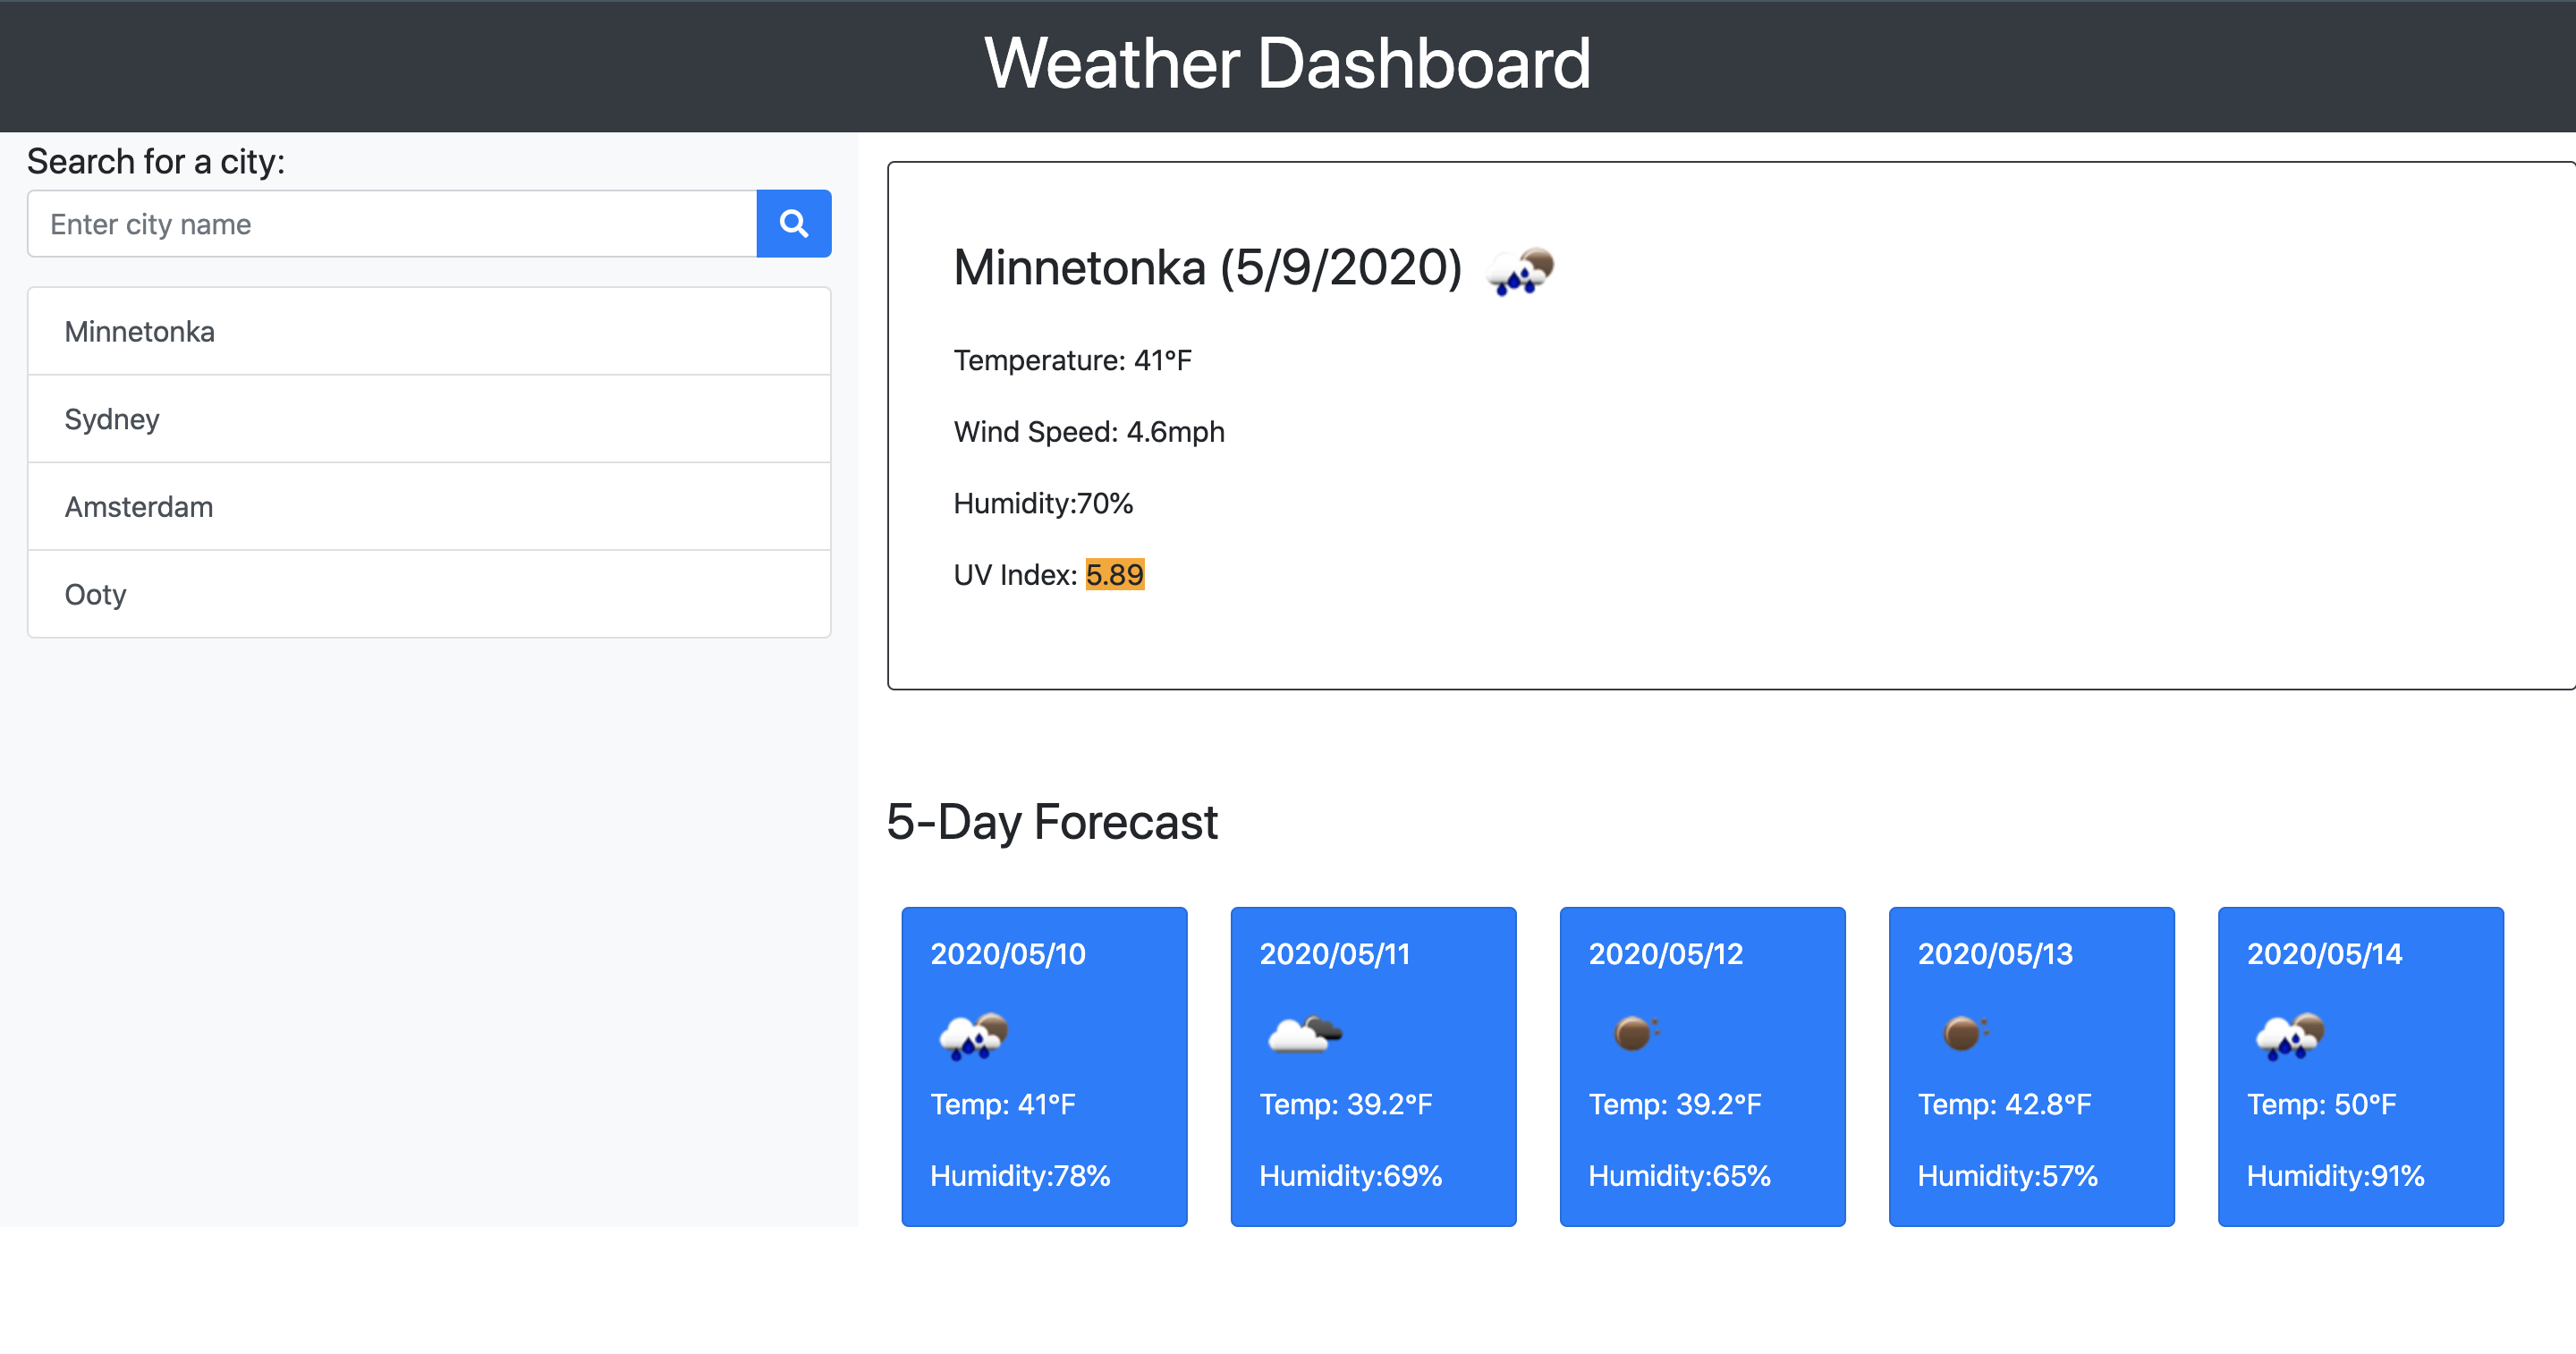 Weather Dashboard
Search for a city:
Enter city name
Minnetonka
Sydney
Amsterdam
Ooty
Minnetonka (5/9/2020)
Temperature: 41°F
Wind Speed: 4.6mph
Humidity:70%
UV Index: 5.89
5-Day Forecast
2020/05/10
Temp: 41°F
Humidity:78%
2020/05/11
Temp: 39.2°F
Humidity:69%
2020/05/12
Temp: 39.2°F
Humidity:65%
2020/05/13
Temp: 42.8°F
Humidity:57%
2020/05/14
Temp: 50°F
Humidity:91%